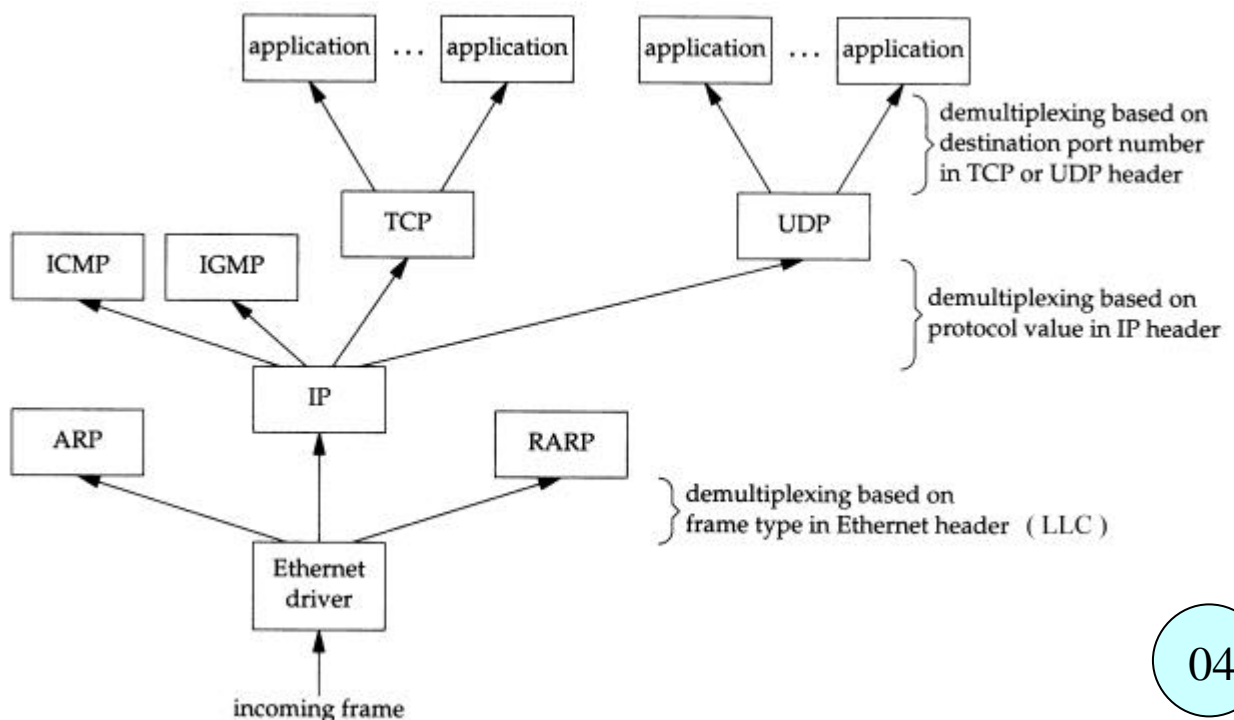 application ... application
application ... application
demultiplexing based on
destination port number
in TCP or UDP header
TCP
UDP
ICMP
IGMP
demultiplexing based on
protocol value in IP header
IP
ARP
RARP
demultiplexing based on
frame type in Ethernet header ( LLC )
Ethernet
driver
04
incoming frame